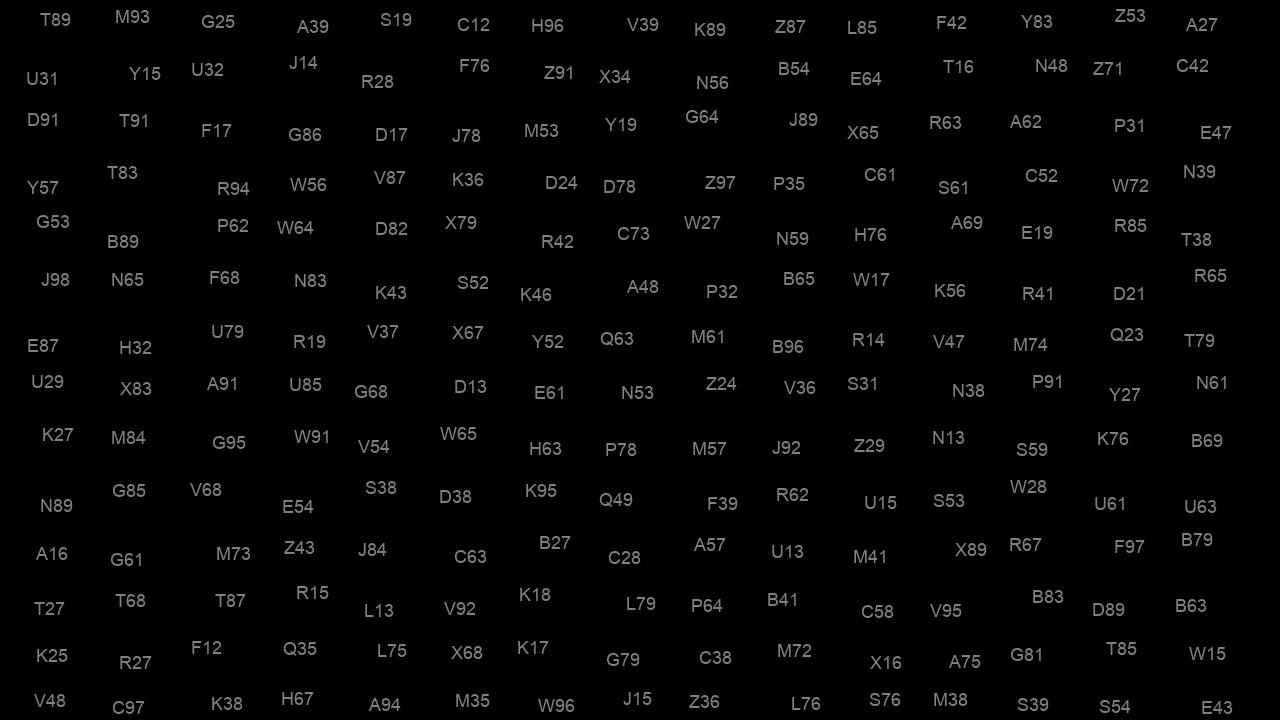 T89 M93 G25 A39 S19 C12 H96 V39 K89 Z87 L85 F42 Y83 Z53 A27
U31 Y15 U32 J14 R28 F76 Z91 X34 N56 B54 E64 T16 N48 Z71 C42
D91 T91 F17 G86 D17 J78 M53 Y19 G64 J89 X65 R63 A62 P31 E47
Y57 T83 R94 W56 V87 K36 D24 D78 Z97 P35 C61 S61 C52 W72 N39
G53 B89 P62 W64 D82 X79 R42 C73 W27 N59 H76 A69 E19 R85 T38
J98 N65 F68 N83 K43 S52 K46 A48 P32 B65 W17 K56 R41 D21 R65
E87 H32 U79 R19 V37 X67 Y52 Q63 M61 B96 R14 V47 M74 Q23 T79
U29 X83 A91 U85 G68 D13 E61 N53 Z24 V36 S31 N38 P91 Y27 N61
K27 M84 G95 W91 V54 W65 H63 P78 M57 J92 Z29 N13 S59 K76 B69
N89 G85 V68 E54 S38 D38 K95 Q49 F39 R62 U15 S53 W28 U61 U63
A16 G61 M73 Z43 J84 C63 B27 C28 A57 U13 M41 X89 R67 F97 B79
T27 T68 T87 R15 L13 V92 K18 L79 P64 B41 C58 V95 B83 D89 B63
K25 R27 F12 Q35 L75 X68 K17 G79 C38 M72 X16 A75 G81 T85 W15
V48 C97 K38 H67 A94 M35 W96 J15 Z36 L76 S76 M38 S39 S54 E43